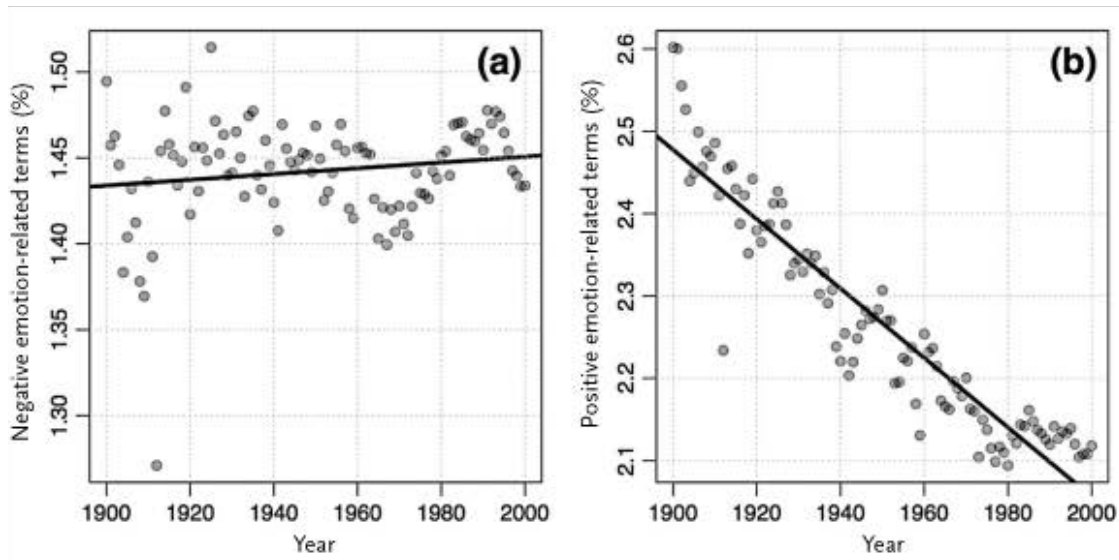 (a)
Negative emotion-related terms (%)
1.50
1.45
1.40
1.35
1.30
1900 1920 1940 1960 1980 2000
Year
(b)
Positive emotion-related terms (%)
2.6
2.5
2.4
2.3
2.2
2.1
1900 1920 1940 1960 1980 2000
Year